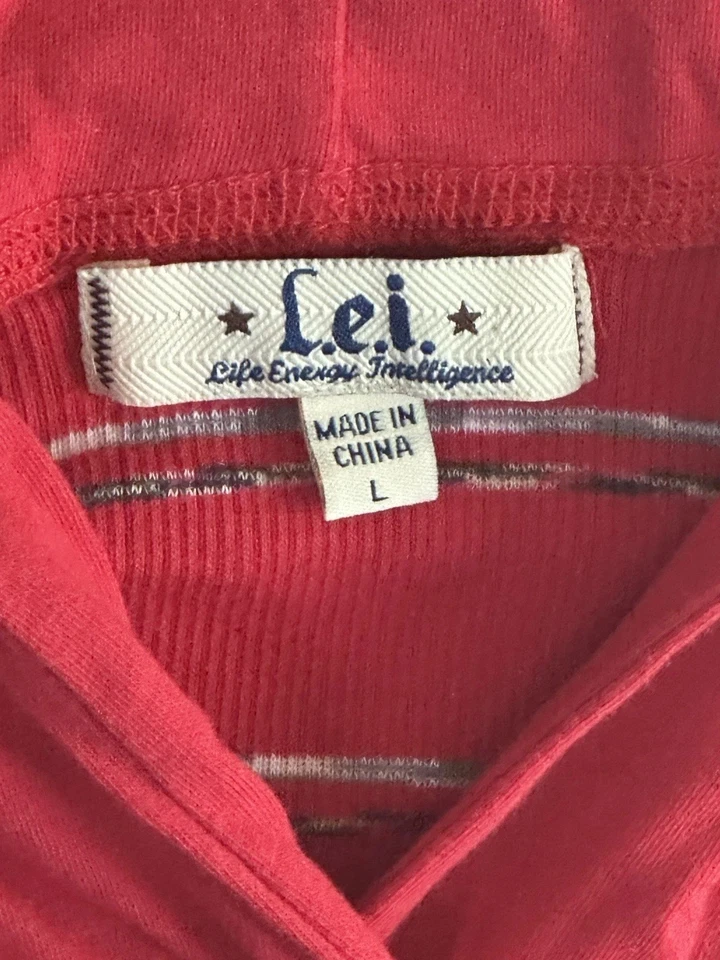 L.e.i.
Life Energy Intelligence
MADE IN
CHINA
L